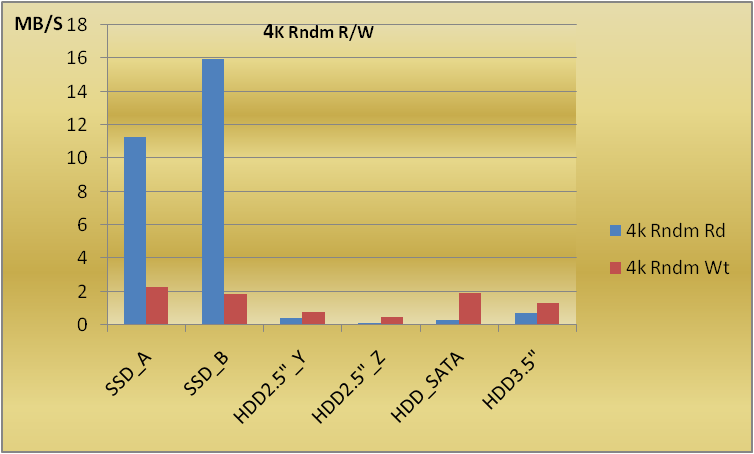 MB/S
4K Rndm R/W
18
16
14
12
10
8
6
4
2
0
SSD_A
SSD_B
HDD2.5"_Y
HDD2.5"_Z
HDD_SATA
HDD3.5"
4k Rndm Rd
4k Rndm Wt